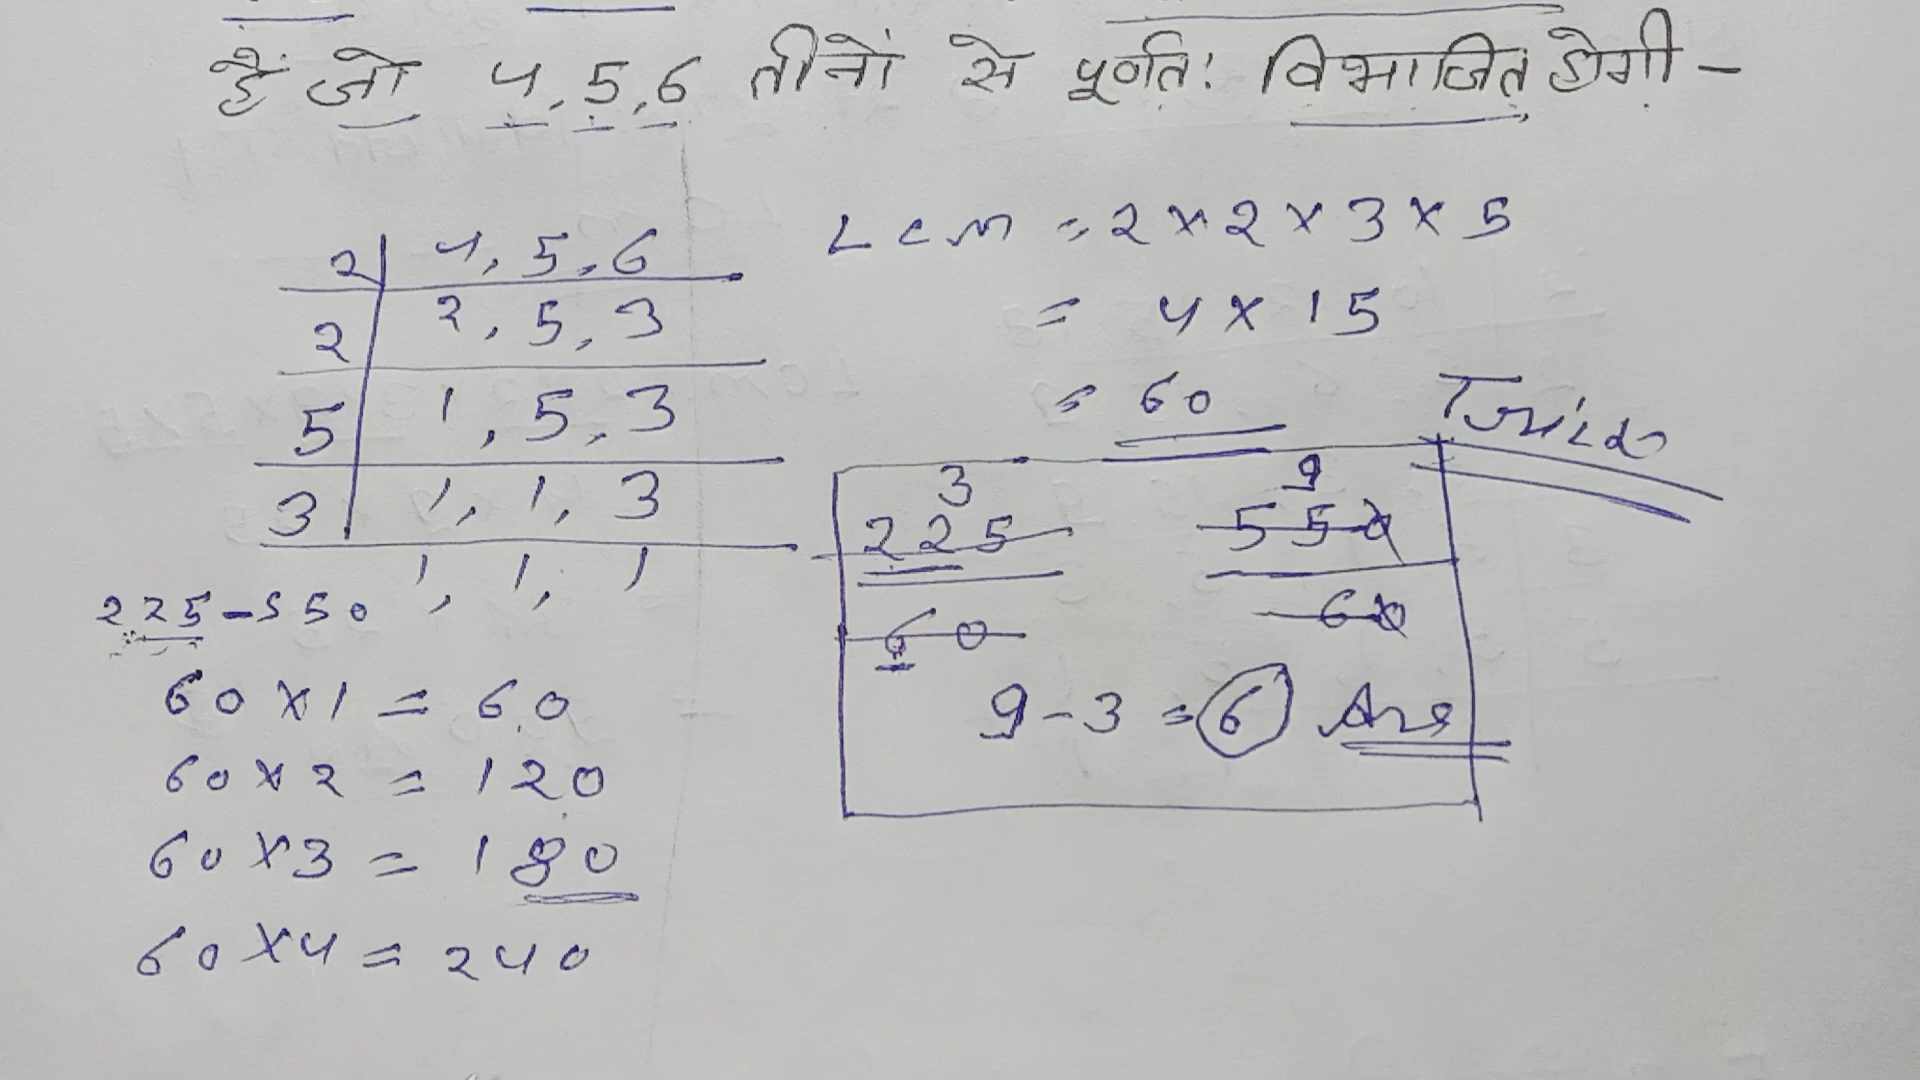 हैं जो 4, 5, 6 तीनों से पूर्णतः विभाजित होगी -
2 | 4, 5, 6
2 | 2, 5, 3
5 | 1, 5, 3
3 | 1, 1, 3
1, 1, 1
LCM = 2 × 2 × 3 × 5
= 4 × 15
= 60
Trick
3 9
225 550
60 60
9 - 3 = 6 Ans
225 - 550
60 × 1 = 60
60 × 2 = 120
60 × 3 = 180
60 × 4 = 240